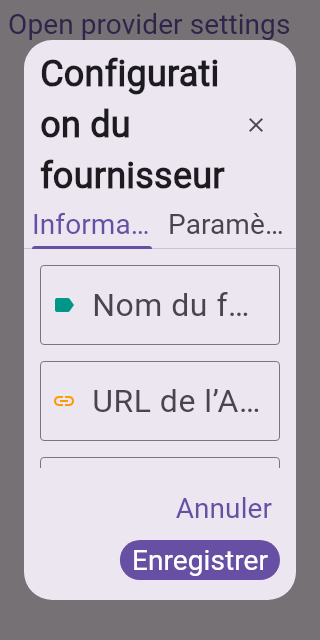 Open provider settings
Configurati
on du
fournisseur
Informa…
Paramè…
Nom du f…
URL de l’A…
Annuler
Enregistrer